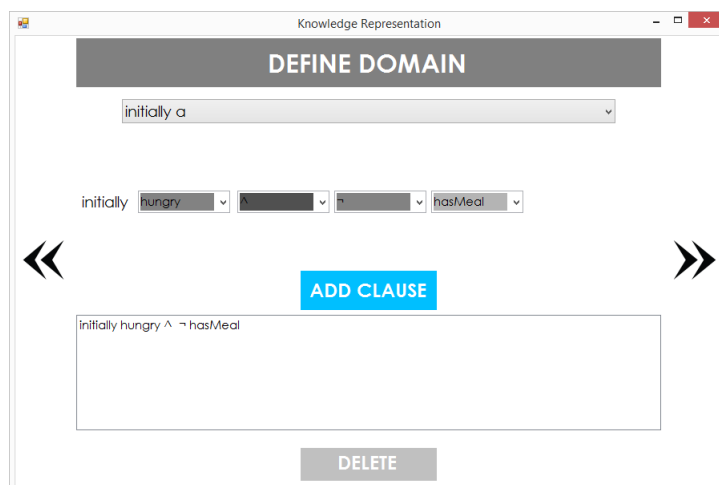 Knowledge Representation
DEFINE DOMAIN
initially a
initially hungry ^ ¬ hasMeal
ADD CLAUSE
initially hungry ^ ¬ hasMeal
DELETE